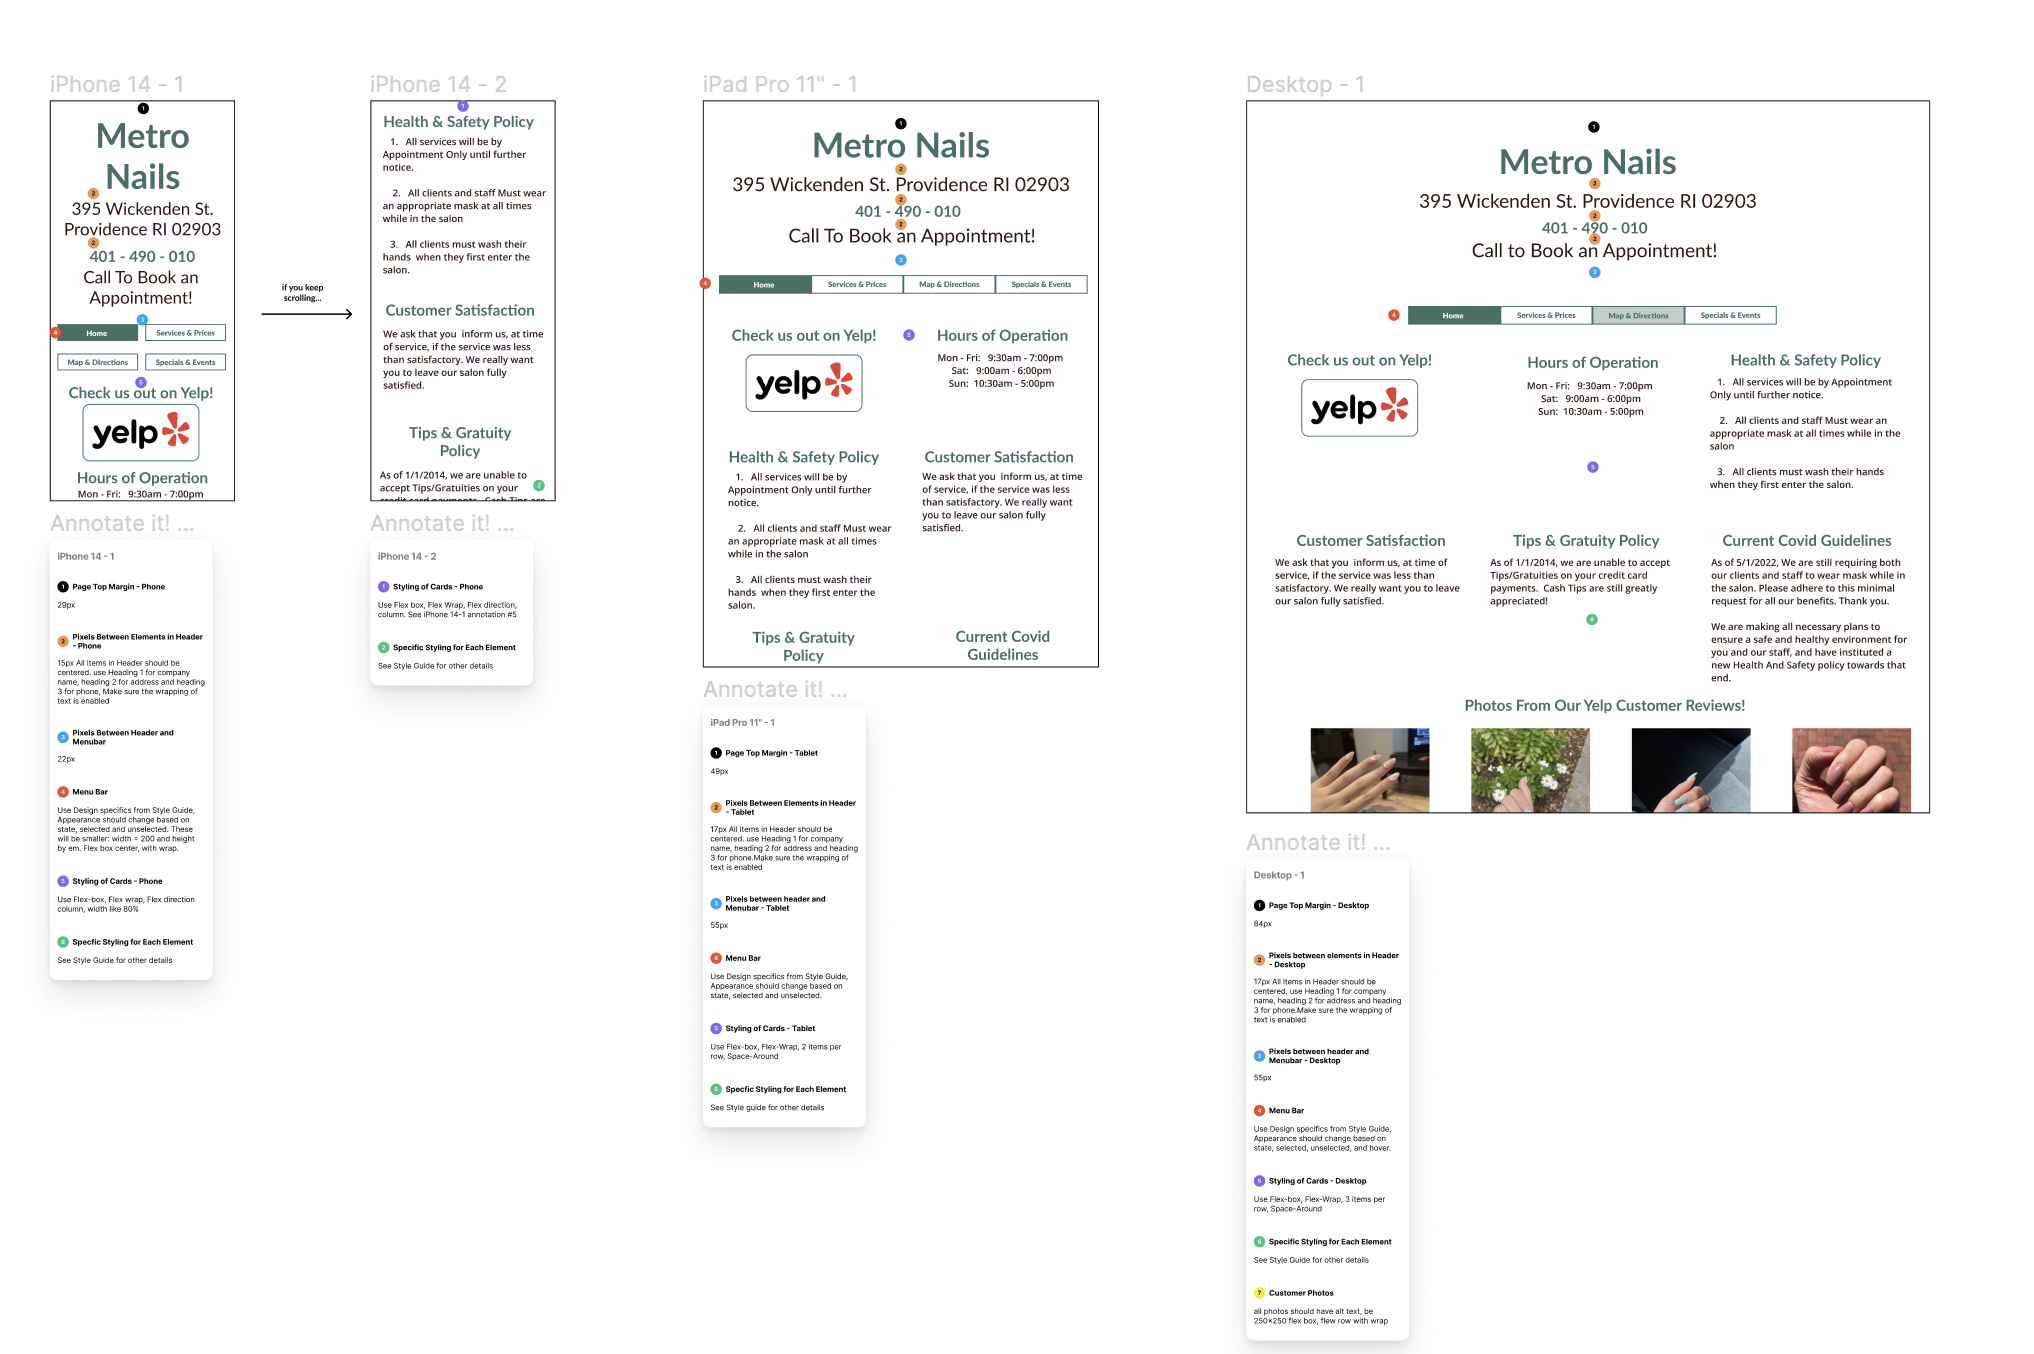 iPhone 14 - 1
1
Metro
Nails
2
395 Wickenden St.
Providence RI 02903
2
401 - 490 - 010
Call To Book an
Appointment!
3
4
Home
Services & Prices
Map & Directions
Specials & Events
5
Check us out on Yelp!
yelp
Hours of Operation
Mon - Fri: 9:30am - 7:00pm
if you keep
scrolling...
iPhone 14 - 2
1
Health & Safety Policy
1. All services will be by
Appointment Only until further
notice.
2. All clients and staff Must wear
an appropriate mask at all times
while in the salon
3. All clients must wash their
hands when they first enter the
salon.
Customer Satisfaction
We ask that you inform us, at time
of service, if the service was less
than satisfactory. We really want
you to leave our salon fully
satisfied.
Tips & Gratuity
Policy
As of 1/1/2014, we are unable to
accept Tips/Gratuities on your
2
credit card payments. Cash Tips are
iPad Pro 11" - 1
1
Metro Nails
2
395 Wickenden St. Providence RI 02903
2
401 - 490 - 010
2
Call To Book an Appointment!
3
4
Home
Services & Prices
Map & Directions
Specials & Events
Check us out on Yelp!
5
yelp
Hours of Operation
Mon - Fri: 9:30am - 7:00pm
Sat: 9:00am - 6:00pm
Sun: 10:30am - 5:00pm
Health & Safety Policy
1. All services will be by
Appointment Only until further
notice.
2. All clients and staff Must wear
an appropriate mask at all times
while in the salon
3. All clients must wash their
hands when they first enter the
salon.
Customer Satisfaction
We ask that you inform us, at time
of service, if the service was less
than satisfactory. We really want
you to leave our salon fully
satisfied.
Tips & Gratuity
Policy
Current Covid
Guidelines
Desktop - 1
1
Metro Nails
2
395 Wickenden St. Providence RI 02903
2
401 - 490 - 010
2
Call to Book an Appointment!
3
4
Home
Services & Prices
Map & Directions
Specials & Events
Check us out on Yelp!
yelp
Hours of Operation
Mon - Fri: 9:30am - 7:00pm
Sat: 9:00am - 6:00pm
Sun: 10:30am - 5:00pm
5
Health & Safety Policy
1. All services will be by Appointment
Only until further notice.
2. All clients and staff Must wear an
appropriate mask at all times while in the
salon
3. All clients must wash their hands
when they first enter the salon.
Customer Satisfaction
We ask that you inform us, at time of
service, if the service was less than
satisfactory. We really want you to leave
our salon fully satisfied.
Tips & Gratuity Policy
As of 1/1/2014, we are unable to accept
Tips/Gratuities on your credit card
payments. Cash Tips are still greatly
appreciated!
6
Current Covid Guidelines
As of 5/1/2022, We are still requiring both
our clients and staff to wear mask while in
the salon. Please adhere to this minimal
request for all our benefits. Thank you.
We are making all necessary plans to
ensure a safe and healthy environment for
you and our staff, and have instituted a
new Health And Safety policy towards that
end.
Photos From Our Yelp Customer Reviews!
Annotate it! ...
iPhone 14 - 1
1 Page Top Margin - Phone
29px
2 Pixels Between Elements in Header
- Phone
15px All Items in Header should be
centered. use Heading 1 for company
name, heading 2 for address and heading
3 for phone, Make sure the wrapping of
text is enabled
3 Pixels Between Header and
Menubar
22px
4 Menu Bar
Use Design specifics from Style Guide,
Appearance should change based on
state, selected and unselected. These
will be smaller: width = 200 and height
by em. Flex box center, with wrap.
5 Styling of Cards - Phone
Use Flex-box, Flex wrap, Flex direction
column, width like 80%
6 Specfic Styling for Each Element
See Style Guide for other details
Annotate it! ...
iPhone 14 - 2
1 Styling of Cards - Phone
Use Flex box, Flex Wrap, Flex direction,
column. See iPhone 14-1 annotation #5
2 Specific Styling for Each Element
See Style Guide for other details
Annotate it! ...
iPad Pro 11" - 1
1 Page Top Margin - Tablet
49px
2 Pixels Between Elements in Header
- Tablet
17px All Items in Header should be
centered. use Heading 1 for company
name, heading 2 for address and heading
3 for phone.Make sure the wrapping of
text is enabled
3 Pixels between header and
Menubar - Tablet
55px
4 Menu Bar
Use Design specifics from Style Guide,
Appearance should change based on
state, selected and unselected.
5 Styling of Cards - Tablet
Use Flex-box, Flex-Wrap, 2 items per
row, Space-Around
6 Specfic Styling for Each Element
See Style guide for other details
Annotate it! ...
Desktop - 1
1 Page Top Margin - Desktop
84px
2 Pixels between elements in Header
- Desktop
17px All Items in Header should be
centered. use Heading 1 for company
name, heading 2 for address and heading
3 for phone.Make sure the wrapping of
text is enabled
3 Pixels between header and
Menubar - Desktop
55px
4 Menu Bar
Use Design specifics from Style Guide,
Appearance should change based on
state, selected, unselected, and hover.
5 Styling of Cards - Desktop
Use Flex-box, Flex-Wrap, 3 items per
row, Space-Around
6 Specific Styling for Each Element
See Style Guide for other details
7 Customer Photos
all photos should have alt text, be
250x250 flex box, flew row with wrap